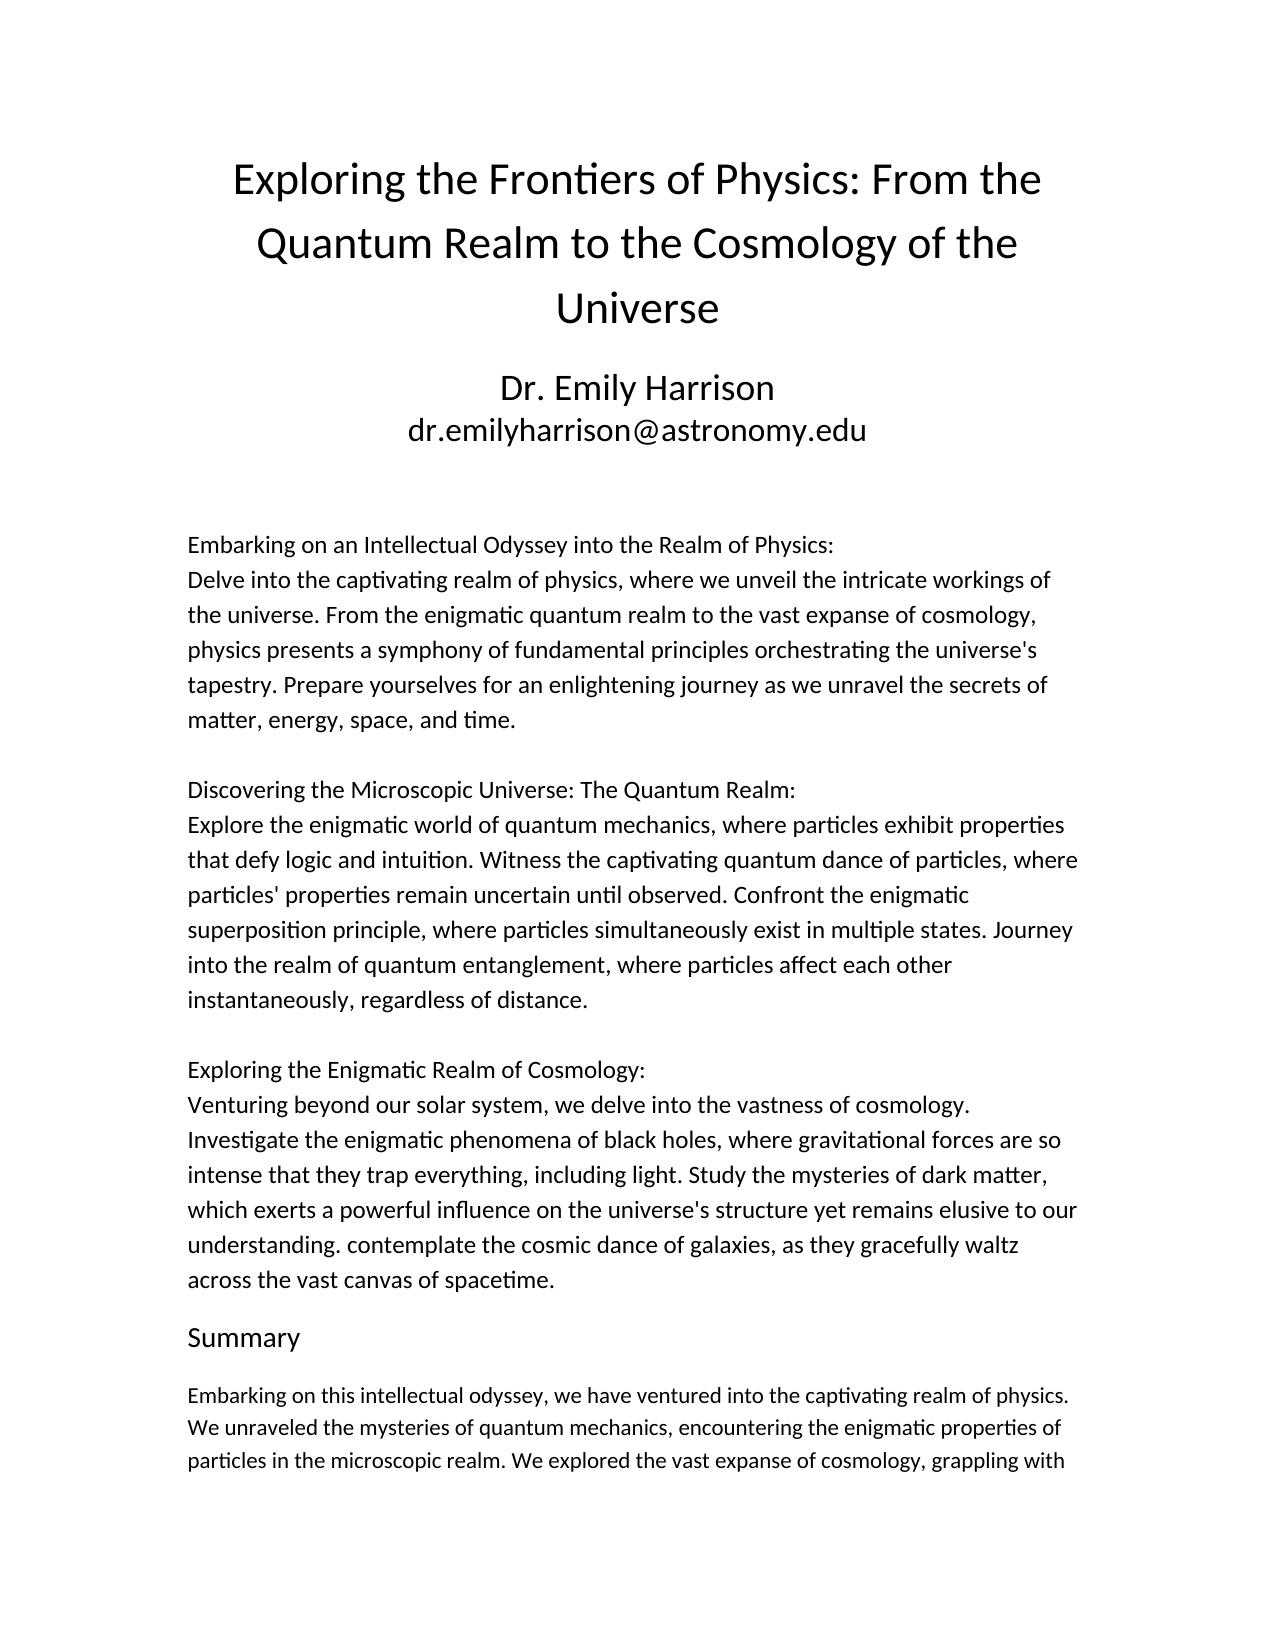 Exploring the Frontiers of Physics: From the
Quantum Realm to the Cosmology of the
Universe
Dr. Emily Harrison
dr.emilyharrison@astronomy.edu
Embarking on an Intellectual Odyssey into the Realm of Physics:
Delve into the captivating realm of physics, where we unveil the intricate workings of
the universe. From the enigmatic quantum realm to the vast expanse of cosmology,
physics presents a symphony of fundamental principles orchestrating the universe's
tapestry. Prepare yourselves for an enlightening journey as we unravel the secrets of
matter, energy, space, and time.
Discovering the Microscopic Universe: The Quantum Realm:
Explore the enigmatic world of quantum mechanics, where particles exhibit properties
that defy logic and intuition. Witness the captivating quantum dance of particles, where
particles' properties remain uncertain until observed. Confront the enigmatic
superposition principle, where particles simultaneously exist in multiple states. Journey
into the realm of quantum entanglement, where particles affect each other
instantaneously, regardless of distance.
Exploring the Enigmatic Realm of Cosmology:
Venturing beyond our solar system, we delve into the vastness of cosmology.
Investigate the enigmatic phenomena of black holes, where gravitational forces are so
intense that they trap everything, including light. Study the mysteries of dark matter,
which exerts a powerful influence on the universe's structure yet remains elusive to our
understanding. contemplate the cosmic dance of galaxies, as they gracefully waltz
across the vast canvas of spacetime.
Summary
Embarking on this intellectual odyssey, we have ventured into the captivating realm of physics.
We unraveled the mysteries of quantum mechanics, encountering the enigmatic properties of
particles in the microscopic realm. We explored the vast expanse of cosmology, grappling with